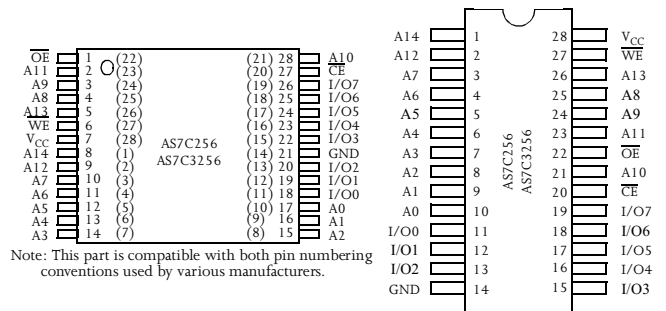 OE 1 (22) (21) 28 A10
A11 2 (23) (20) 27 CE
A9 3 (24) (19) 26 I/O7
A8 4 (25) (18) 25 I/O6
A13 5 (26) (17) 24 I/O5
WE 6 (27) (16) 23 I/O4
VCC 7 (28) (15) 22 I/O3
A14 8 (1) (14) 21 GND
A12 9 (2) (13) 20 I/O2
A7 10 (3) (12) 19 I/O1
A6 11 (4) (11) 18 I/O0
A5 12 (5) (10) 17 A0
A4 13 (6) (9) 16 A1
A3 14 (7) (8) 15 A2
AS7C256
AS7C3256
Note: This part is compatible with both pin numbering
conventions used by various manufacturers.
A14 1 28 VCC
A12 2 27 WE
A7 3 26 A13
A6 4 25 A8
A5 5 24 A9
A4 6 23 A11
A3 7 22 OE
A2 8 21 A10
A1 9 20 CE
A0 10 19 I/O7
I/O0 11 18 I/O6
I/O1 12 17 I/O5
I/O2 13 16 I/O4
GND 14 15 I/O3
AS7C256
AS7C3256